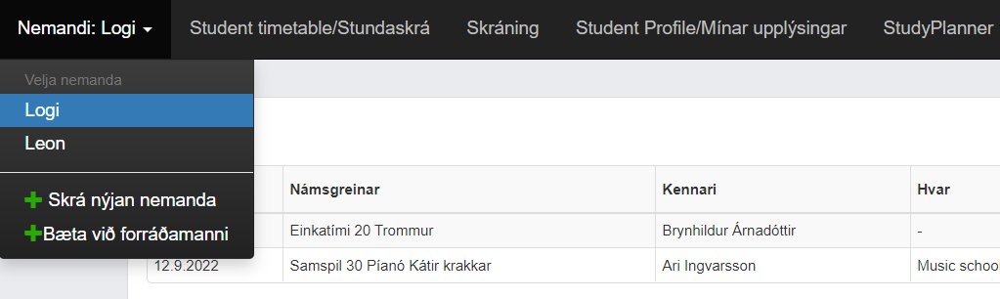 Nemandi: Logi Student timetable/Stundaskrá Skráning Student Profile/Mínar upplýsingar StudyPlanner
Velja nemanda
Logi
Leon
Skrá nýjan nemanda
Bæta við forráðamanni
Námsgreinar Kennari Hvar
Einkatími 20 Trommur Brynhildur Árnadóttir -
12.9.2022 Samspil 30 Píanó Kátir krakkar Ari Ingvarsson Music school